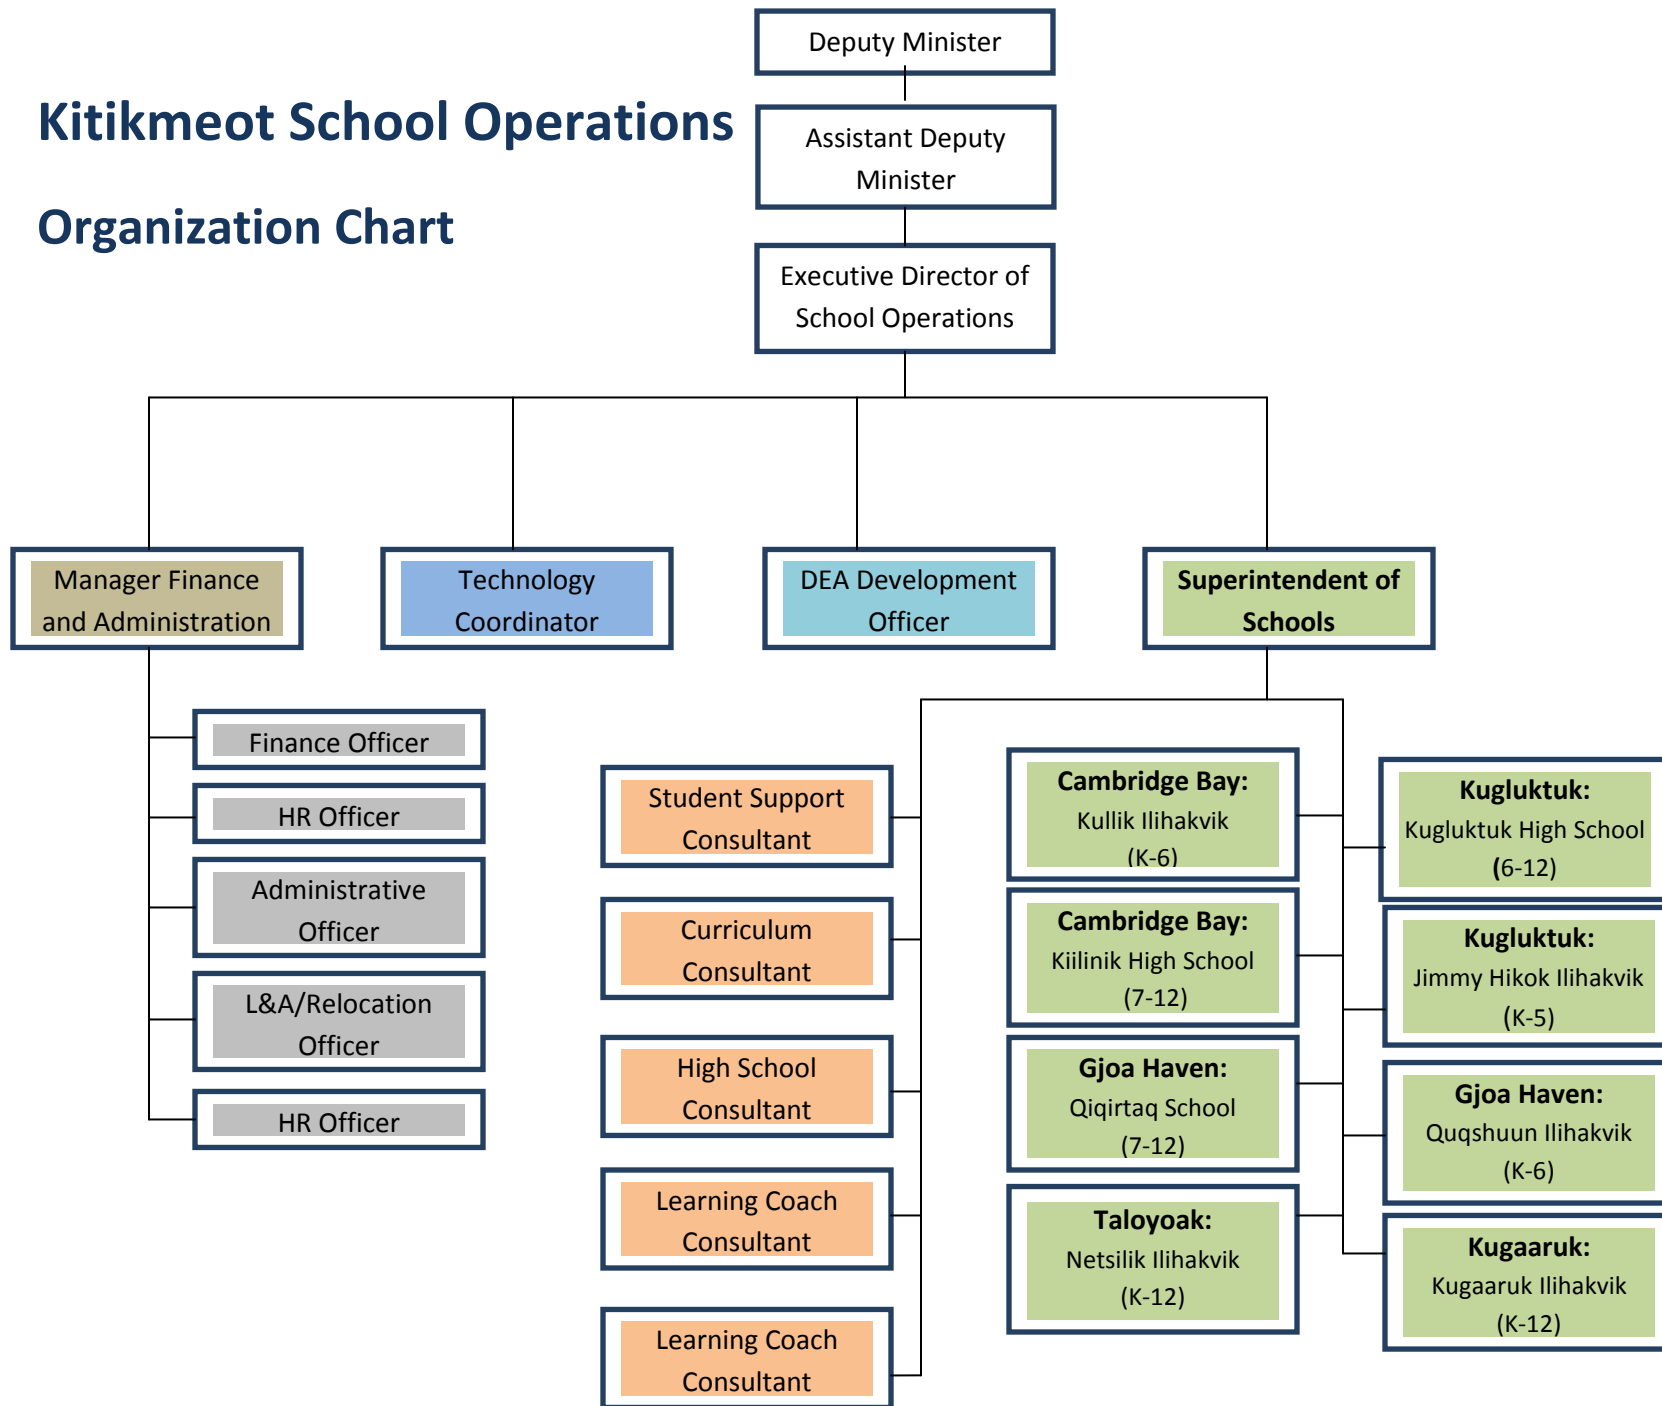 Deputy Minister
Kitikmeot School Operations
Organization Chart
Assistant Deputy
Minister
Executive Director of
School Operations
Manager Finance
and Administration
Technology
Coordinator
DEA Development
Officer
Superintendent of
Schools
Finance Officer
HR Officer
Administrative
Officer
L&A/Relocation
Officer
HR Officer
Student Support
Consultant
Curriculum
Consultant
High School
Consultant
Learning Coach
Consultant
Learning Coach
Consultant
Cambridge Bay:
Kullik Ilihakvik
(K-6)
Cambridge Bay:
Kiilinik High School
(7-12)
Gjoa Haven:
Qiqirtaq School
(7-12)
Taloyoak:
Netsilik Ilihakvik
(K-12)
Kugluktuk:
Kugluktuk High School
(6-12)
Kugluktuk:
Jimmy Hikok Ilihakvik
(K-5)
Gjoa Haven:
Quqshuun Ilihakvik
(K-6)
Kugaaruk:
Kugaaruk Ilihakvik
(K-12)